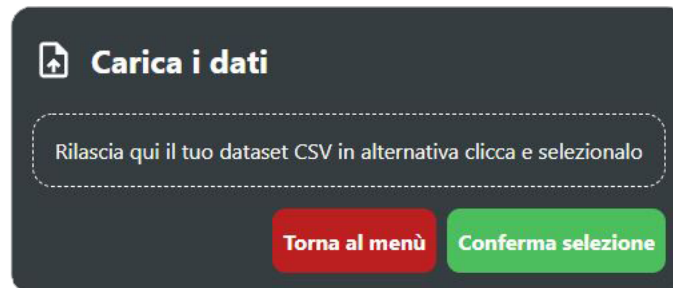 Carica i dati
Rilascia qui il tuo dataset CSV in alternativa clicca e selezionalo
Torna al menù
Conferma selezione